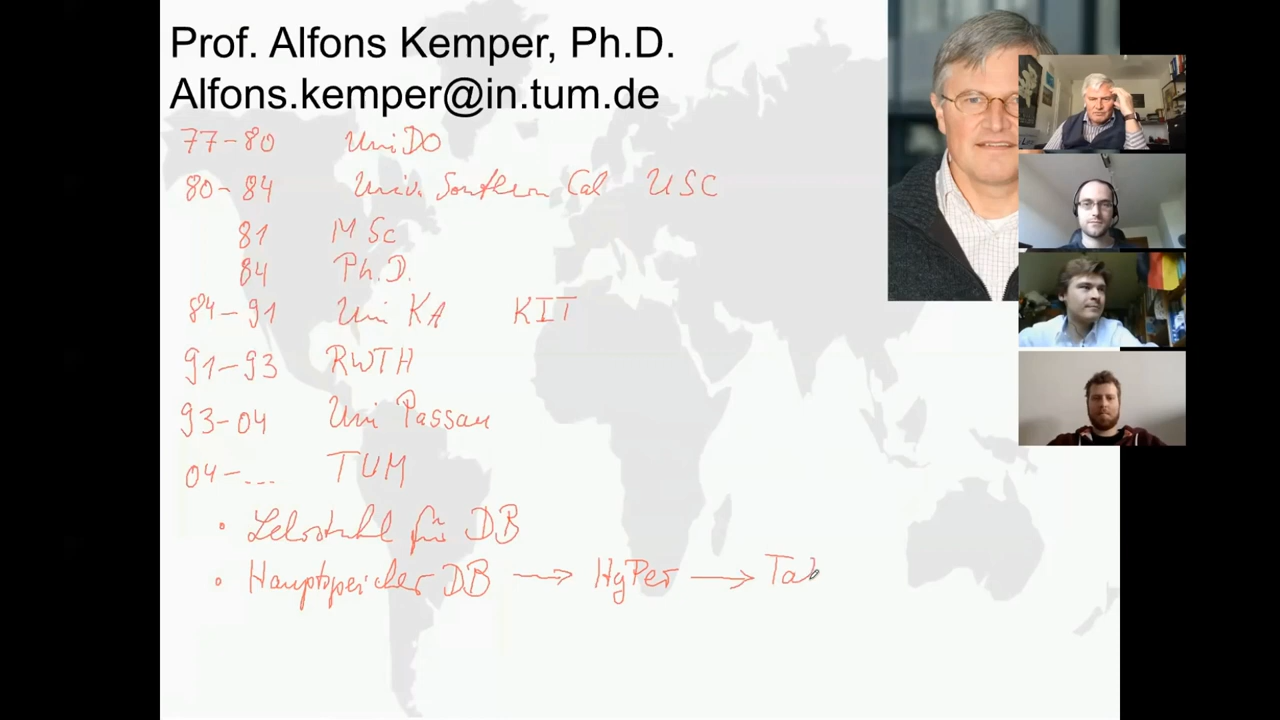 Prof. Alfons Kemper, Ph.D.
Alfons.kemper@in.tum.de
77-80 Uni DO
80-84 Univ. Southern Cal USC
81 MSc
84 Ph.D.
84-91 Uni KA KIT
91-93 RWTH
93-04 Uni Passau
04-... TUM
• Lehrstuhl für DB
• Hauptspeicher DB → HyPer → Tab